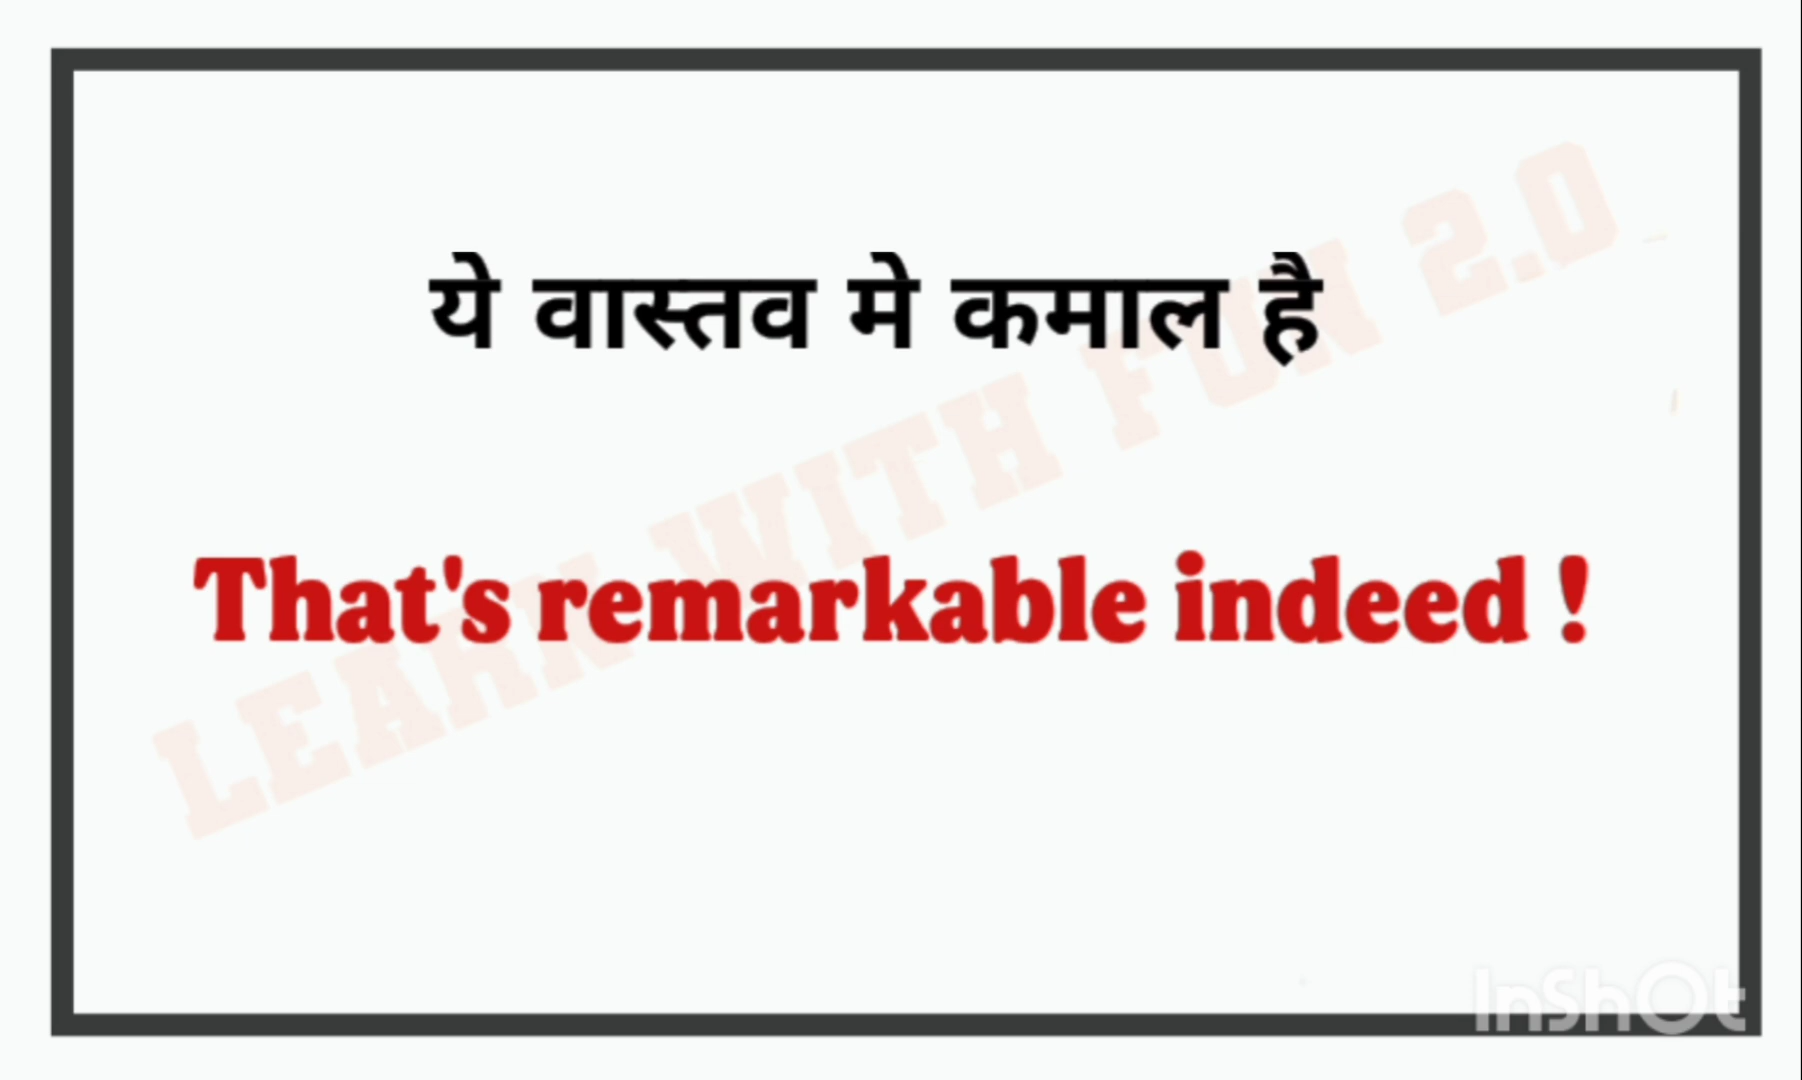 ये वास्तव मे कमाल है
That's remarkable indeed !
LEARN WITH FUN 2.0
InShOt